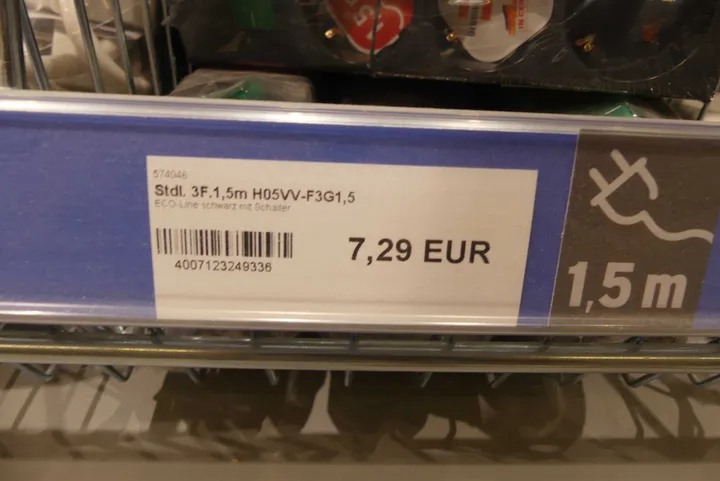 574046
Stdl. 3F.1,5m H05VV-F3G1,5
ECO-Line schwarz mit Schalter
7,29 EUR
4007123249336
1,5 m